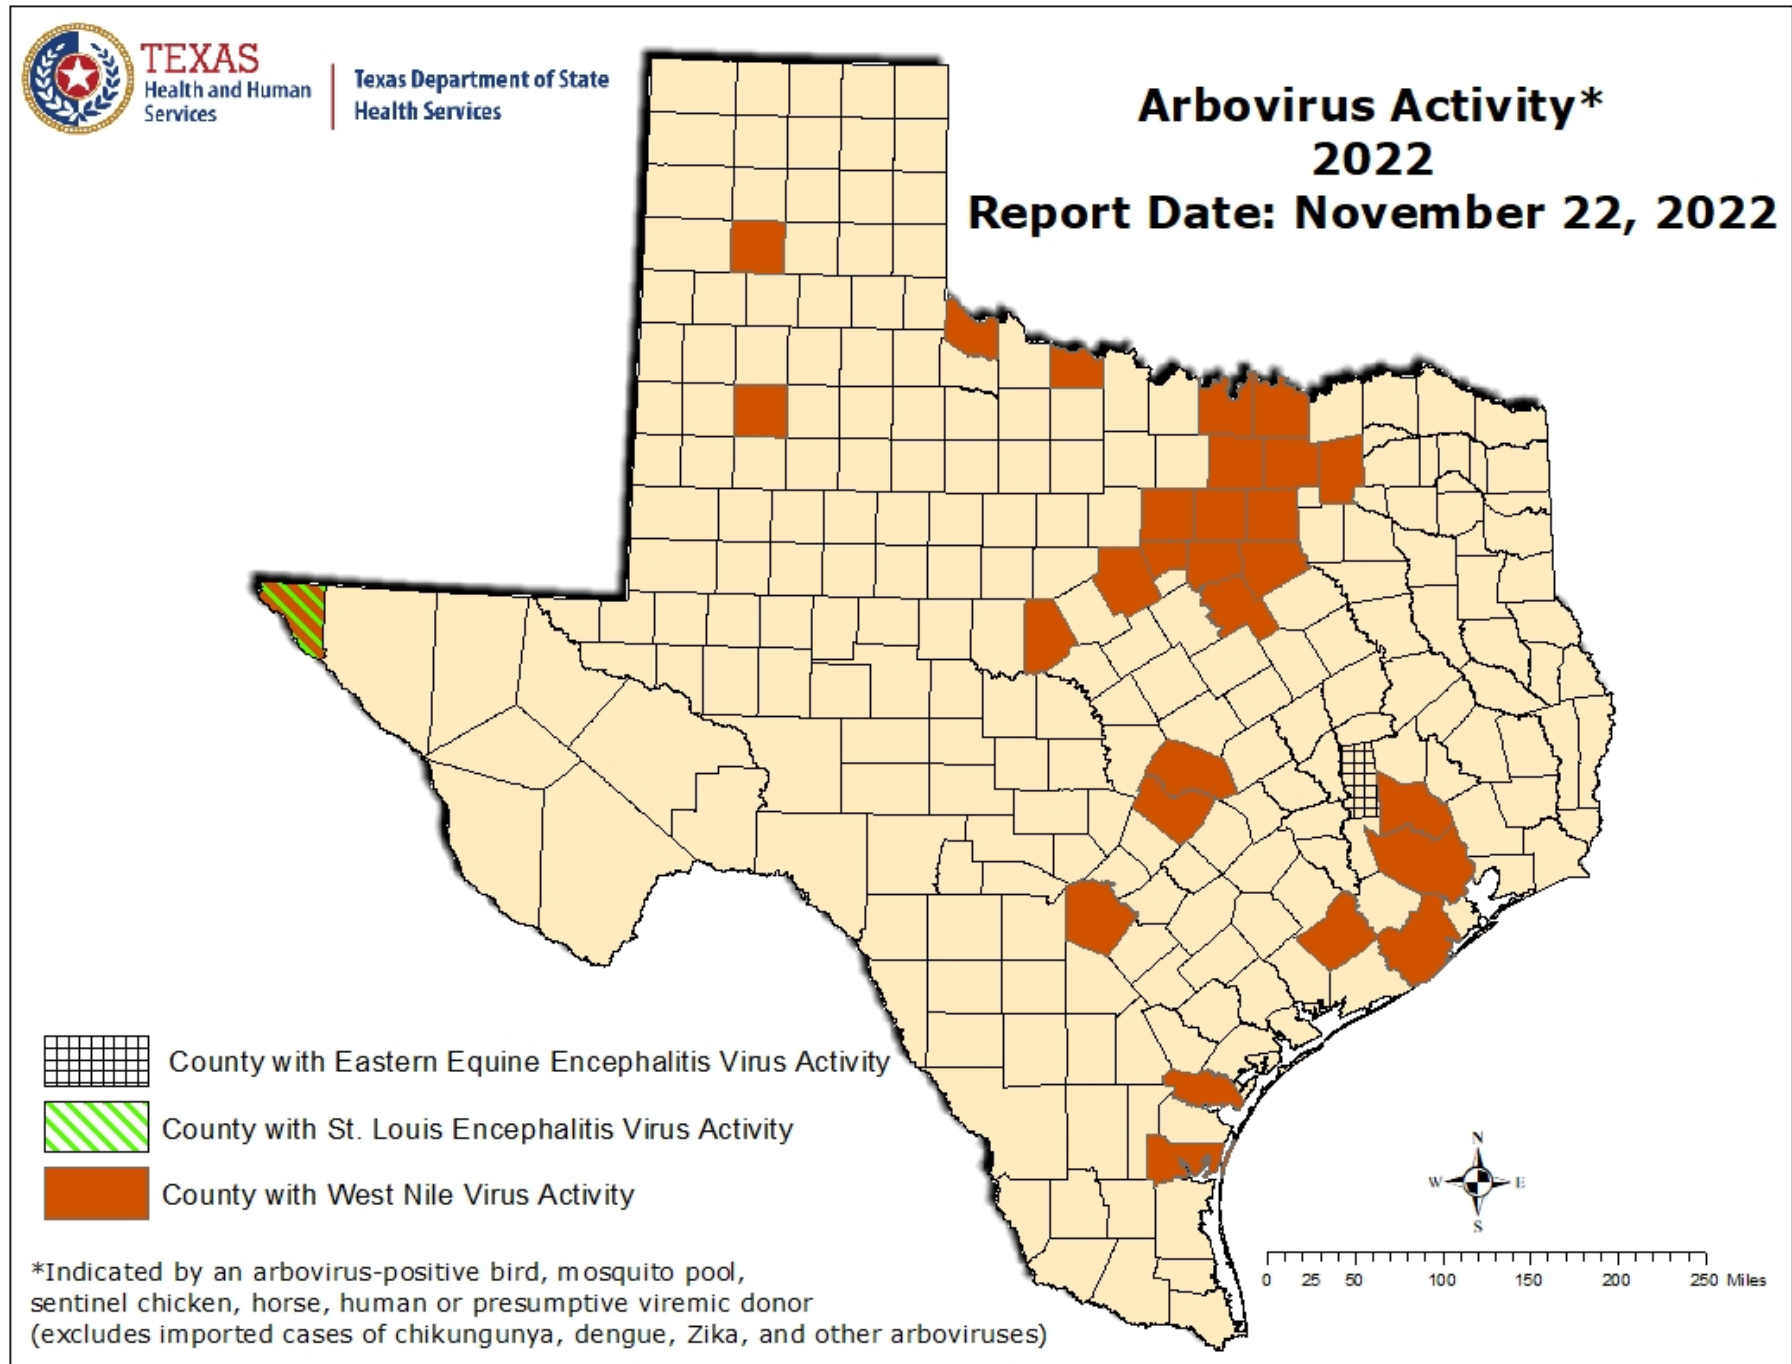 TEXAS
Health and Human
Services
Texas Department of State
Health Services
Arbovirus Activity*
2022
Report Date: November 22, 2022
County with Eastern Equine Encephalitis Virus Activity
County with St. Louis Encephalitis Virus Activity
County with West Nile Virus Activity
*Indicated by an arbovirus-positive bird, mosquito pool,
sentinel chicken, horse, human or presumptive viremic donor
(excludes imported cases of chikungunya, dengue, Zika, and other arboviruses)
N
W E
S
0 25 50 100 150 200 250 Miles